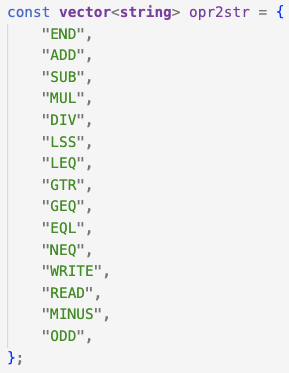 const vector<string> opr2str = {
    "END",
    "ADD",
    "SUB",
    "MUL",
    "DIV",
    "LSS",
    "LEQ",
    "GTR",
    "GEQ",
    "EQL",
    "NEQ",
    "WRITE",
    "READ",
    "MINUS",
    "ODD",
};